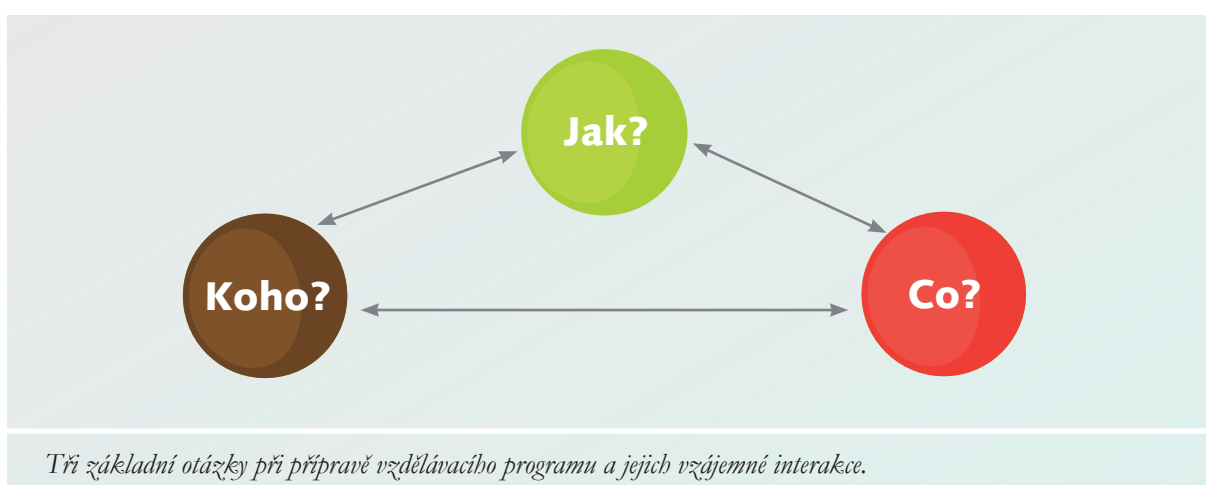 Jak?
Koho?
Co?
Tři základní otázky při přípravě vzdělávacího programu a jejich vzájemné interakce.